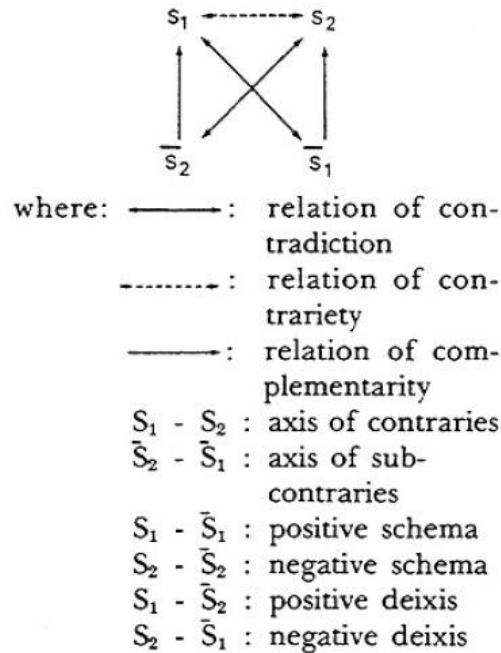 s₁ s₂
s̅₂ s̅₁
where: : relation of con-
tradiction
: relation of con-
trariety
: relation of com-
plementarity
S₁ - S₂ : axis of contraries
S̄₂ - S̄₁ : axis of sub-
contraries
S₁ - S̄₁ : positive schema
S₂ - S̄₂ : negative schema
S₁ - S̄₂ : positive deixis
S₂ - S̄₁ : negative deixis